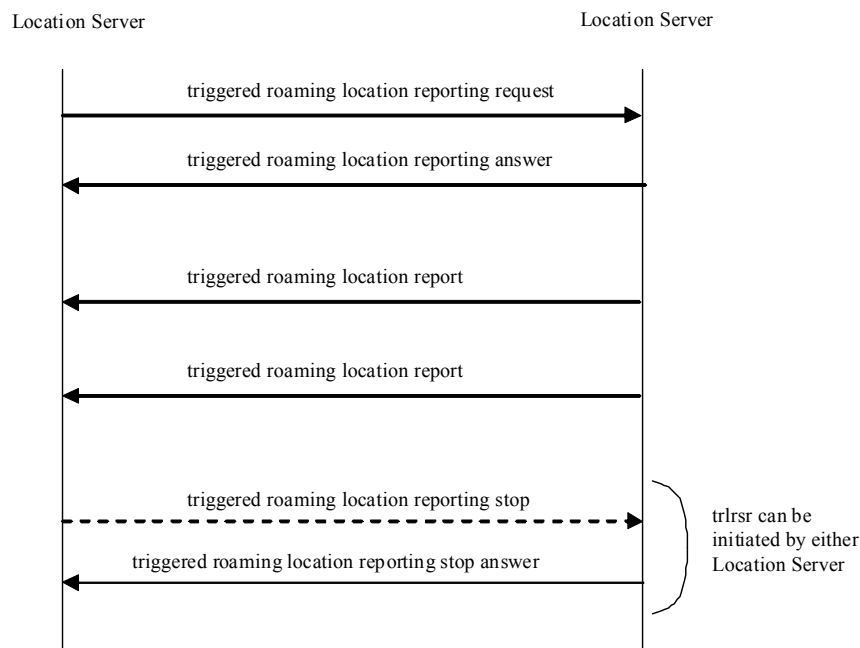 Location Server
Location Server
triggered roaming location reporting request
triggered roaming location reporting answer
triggered roaming location report
triggered roaming location report
triggered roaming location reporting stop
triggered roaming location reporting stop answer
trlrsr can be
initiated by either
Location Server